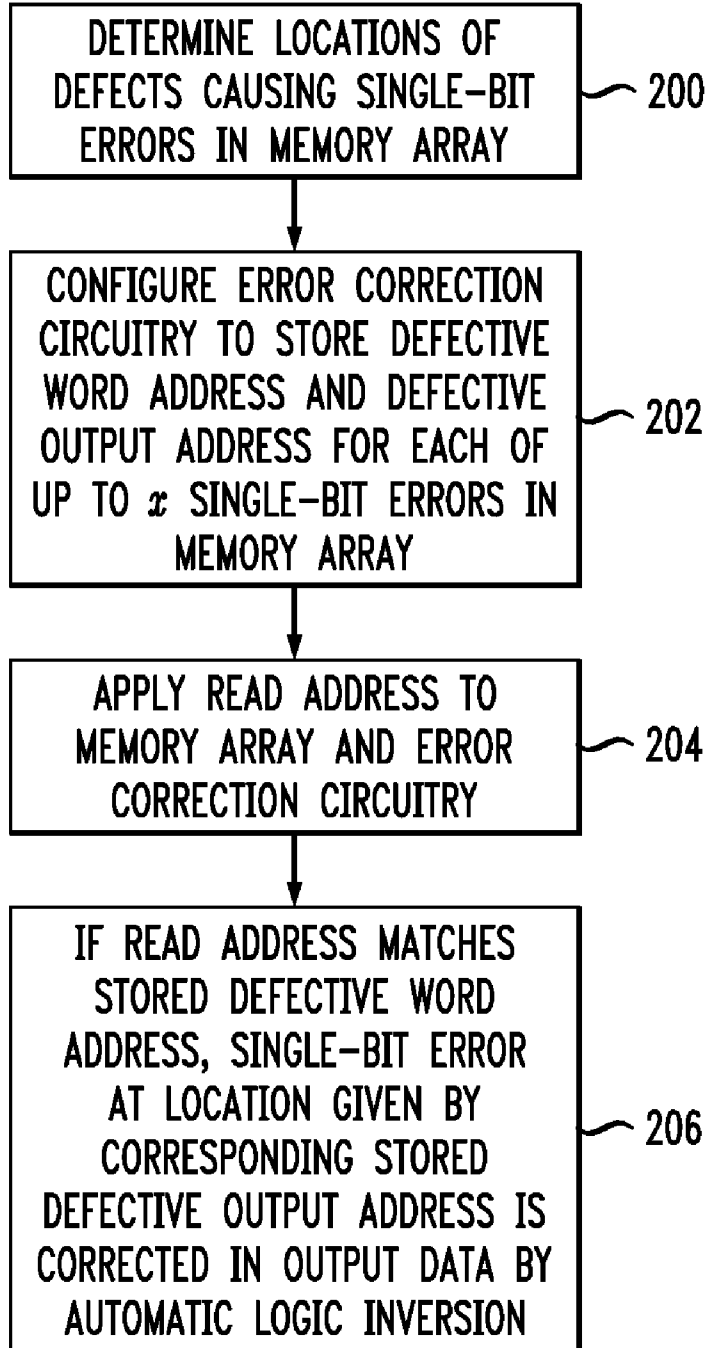 DETERMINE LOCATIONS OF
DEFECTS CAUSING SINGLE-BIT
ERRORS IN MEMORY ARRAY
200
CONFIGURE ERROR CORRECTION
CIRCUITRY TO STORE DEFECTIVE
WORD ADDRESS AND DEFECTIVE
OUTPUT ADDRESS FOR EACH OF
UP TO x SINGLE-BIT ERRORS IN
MEMORY ARRAY
202
APPLY READ ADDRESS TO
MEMORY ARRAY AND ERROR
CORRECTION CIRCUITRY
204
IF READ ADDRESS MATCHES
STORED DEFECTIVE WORD
ADDRESS, SINGLE-BIT ERROR
AT LOCATION GIVEN BY
CORRESPONDING STORED
DEFECTIVE OUTPUT ADDRESS IS
CORRECTED IN OUTPUT DATA BY
AUTOMATIC LOGIC INVERSION
206